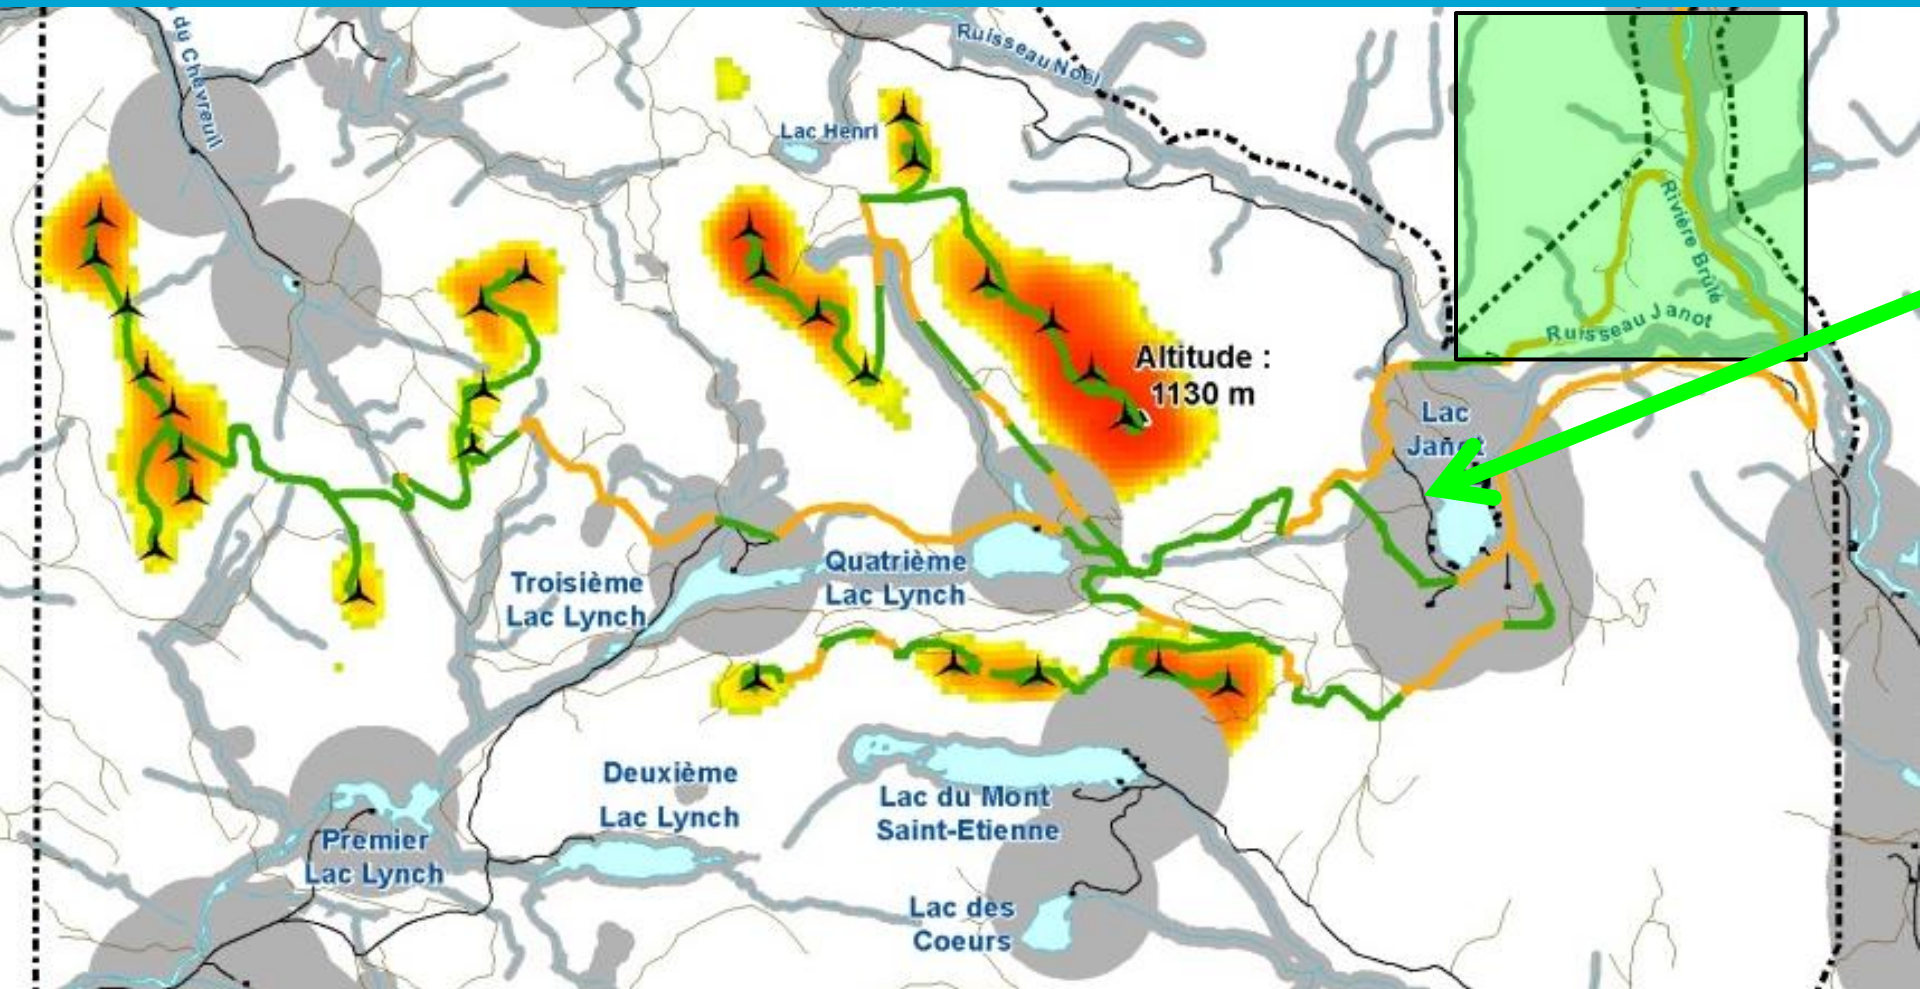 du Chevreuil
Ruisseau Noël
Lac Henri
Rivière Brûlé
Ruisseau Janot
Altitude :
1130 m
Lac
Janot
Quatrième
Lac Lynch
Troisième
Lac Lynch
Deuxième
Lac Lynch
Lac du Mont
Saint-Etienne
Premier
Lac Lynch
Lac des
Coeurs